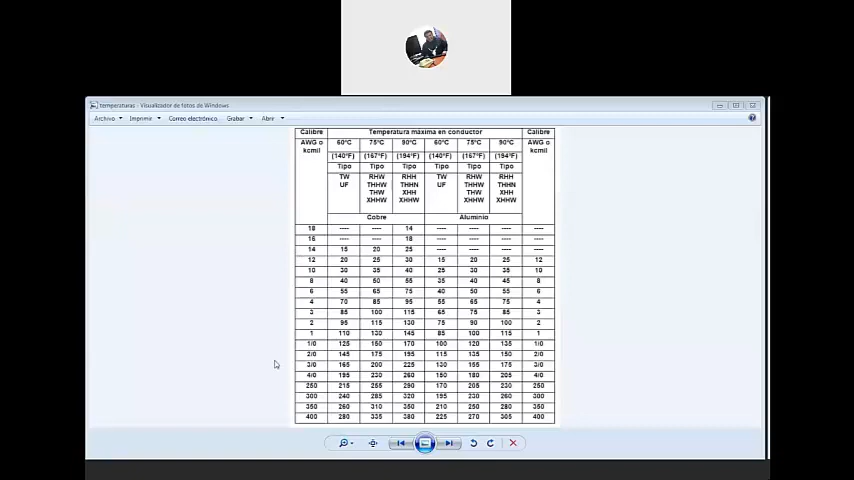 temperaturas - Visualizador de fotos de Windows
Archivo Imprimir Correo electrónico Grabar Abrir
Calibre Temperatura máxima en conductor Calibre
AWG o kcmil 60°C 75°C 90°C 60°C 75°C 90°C AWG o kcmil
(140°F) (167°F) (194°F) (140°F) (167°F) (194°F)
Tipo Tipo Tipo Tipo Tipo Tipo
TW RHW RHH TW RHW RHH
UF THHW THHN UF THHW THHN
THW XHH THW XHH
XHHW XHHW XHHW XHHW
Cobre Aluminio
18 ---- ---- 14 ---- ---- ---- ----
16 ---- ---- 18 ---- ---- ---- ----
14 15 20 25 ---- ---- ---- ----
12 20 25 30 15 20 25 12
10 30 35 40 25 30 35 10
8 40 50 55 35 40 45 8
6 55 65 75 40 50 55 6
4 70 85 95 55 65 75 4
3 85 100 115 65 75 85 3
2 95 115 130 75 90 100 2
1 110 130 145 85 100 115 1
1/0 125 150 170 100 120 135 1/0
2/0 145 175 195 115 135 150 2/0
3/0 165 200 225 130 155 175 3/0
4/0 195 230 260 150 180 205 4/0
250 215 255 290 170 205 230 250
300 240 285 320 195 230 260 300
350 260 310 350 210 250 280 350
400 280 335 380 225 270 305 400